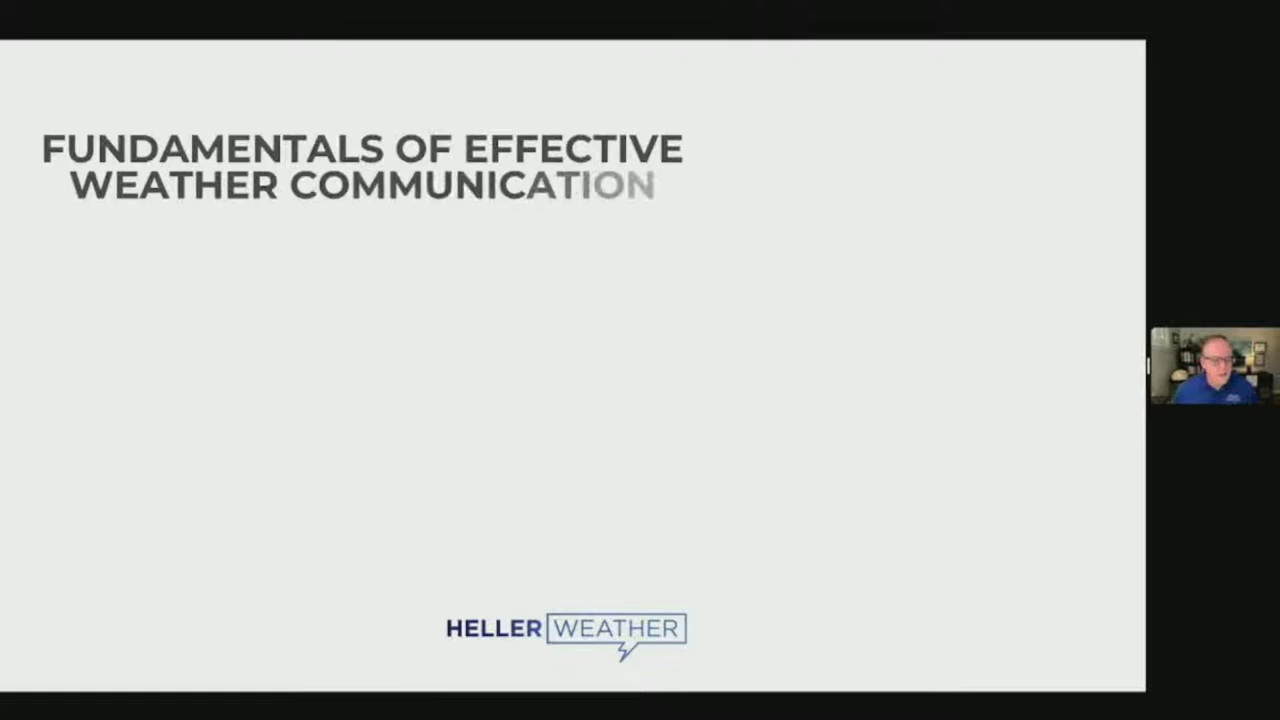 FUNDAMENTALS OF EFFECTIVE
WEATHER COMMUNICATION
HELLER WEATHER